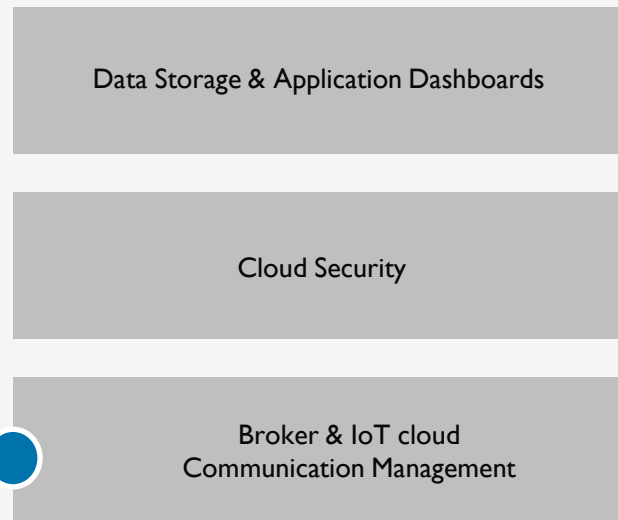 Data Storage & Application Dashboards
Cloud Security
Broker & IoT cloud
Communication Management